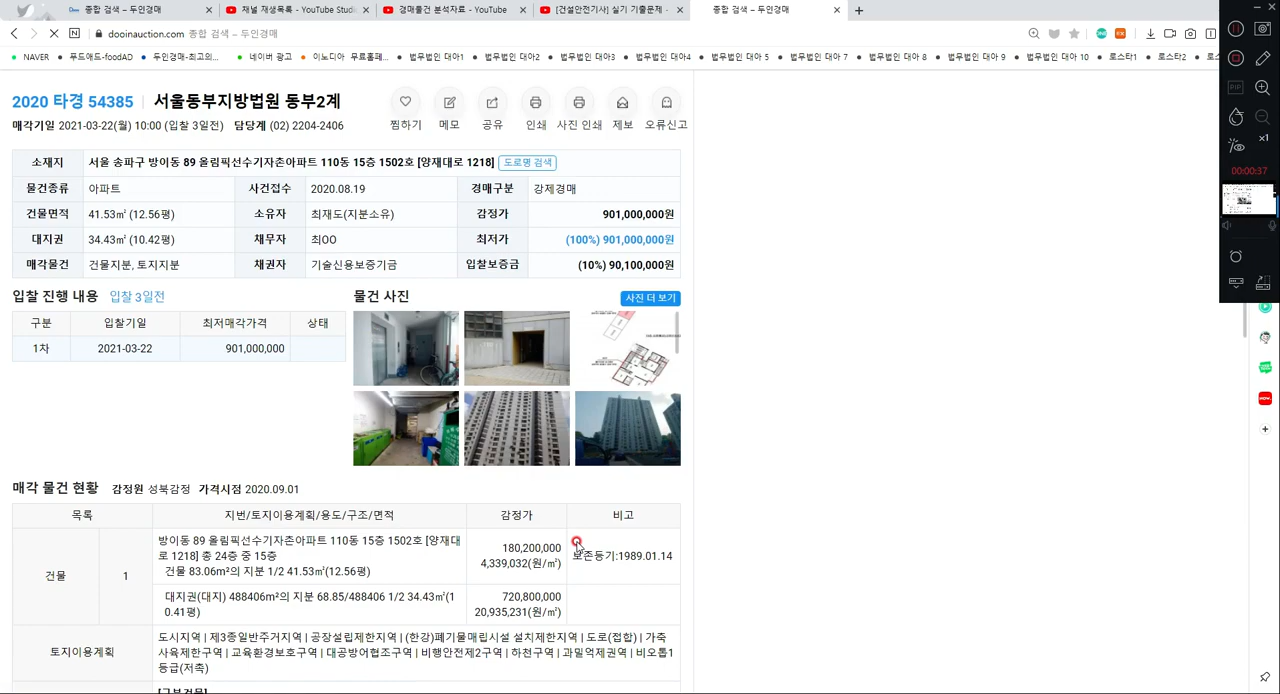 종합 검색 – 두인경매
채널 재생목록 - YouTube Studi
경매물건 분석자료 - YouTube
[건설안전기사] 실기 기출문제 -
종합 검색 – 두인경매
dooinauction.com 종합 검색 – 두인경매
NAVER
푸드애드-foodAD
두인경매-최고의...
네이버 광고
이노디아 무료홈페...
법무법인 대아1
법무법인 대아2
법무법인 대아3
법무법인 대아4
법무법인 대아 5
법무법인 대아 6
법무법인 대아 7
법무법인 대아 8
법무법인 대아 9
법무법인 대아 10
로스타1
로스타2
PIP
x1
00:00:37
2020 타경 54385 | 서울동부지방법원 동부2계
매각기일 2021-03-22(월) 10:00 (입찰 3일전) 담당계 (02) 2204-2406
찜하기 메모 공유 인쇄 사진 인쇄 제보 오류신고
소재지 서울 송파구 방이동 89 올림픽선수기자촌아파트 110동 15층 1502호 [양재대로 1218] 도로명 검색
물건종류 아파트 사건접수 2020.08.19 경매구분 강제경매
건물면적 41.53㎡ (12.56평) 소유자 최재도(지분소유) 감정가 901,000,000원
대지권 34.43㎡ (10.42평) 채무자 최OO 최저가 (100%) 901,000,000원
매각물건 건물지분, 토지지분 채권자 기술신용보증기금 입찰보증금 (10%) 90,100,000원
입찰 진행 내용 입찰 3일전
구분 입찰기일 최저매각가격 상태
1차 2021-03-22 901,000,000
물건 사진 사진 더 보기
매각 물건 현황 감정원 성북감정 가격시점 2020.09.01
목록 지번/토지이용계획/용도/구조/면적 감정가 비고
건물 1
방이동 89 올림픽선수기자촌아파트 110동 15층 1502호 [양재대
로 1218] 총 24층 중 15층
건물 83.06m²의 지분 1/2 41.53㎡(12.56평)
180,200,000
4,339,032(원/㎡)
보존등기:1989.01.14
대지권(대지) 488406m²의 지분 68.85/488406 1/2 34.43㎡(1
0.41평)
720,800,000
20,935,231(원/㎡)
토지이용계획
도시지역 | 제3종일반주거지역 | 공장설립제한지역 | (한강)폐기물매립시설 설치제한지역 | 도로(접합) | 가축
사육제한구역 | 교육환경보호구역 | 대공방어협조구역 | 비행안전제2구역 | 하천구역 | 과밀억제권역 | 비오톱1
등급(저촉)
[구분건물]